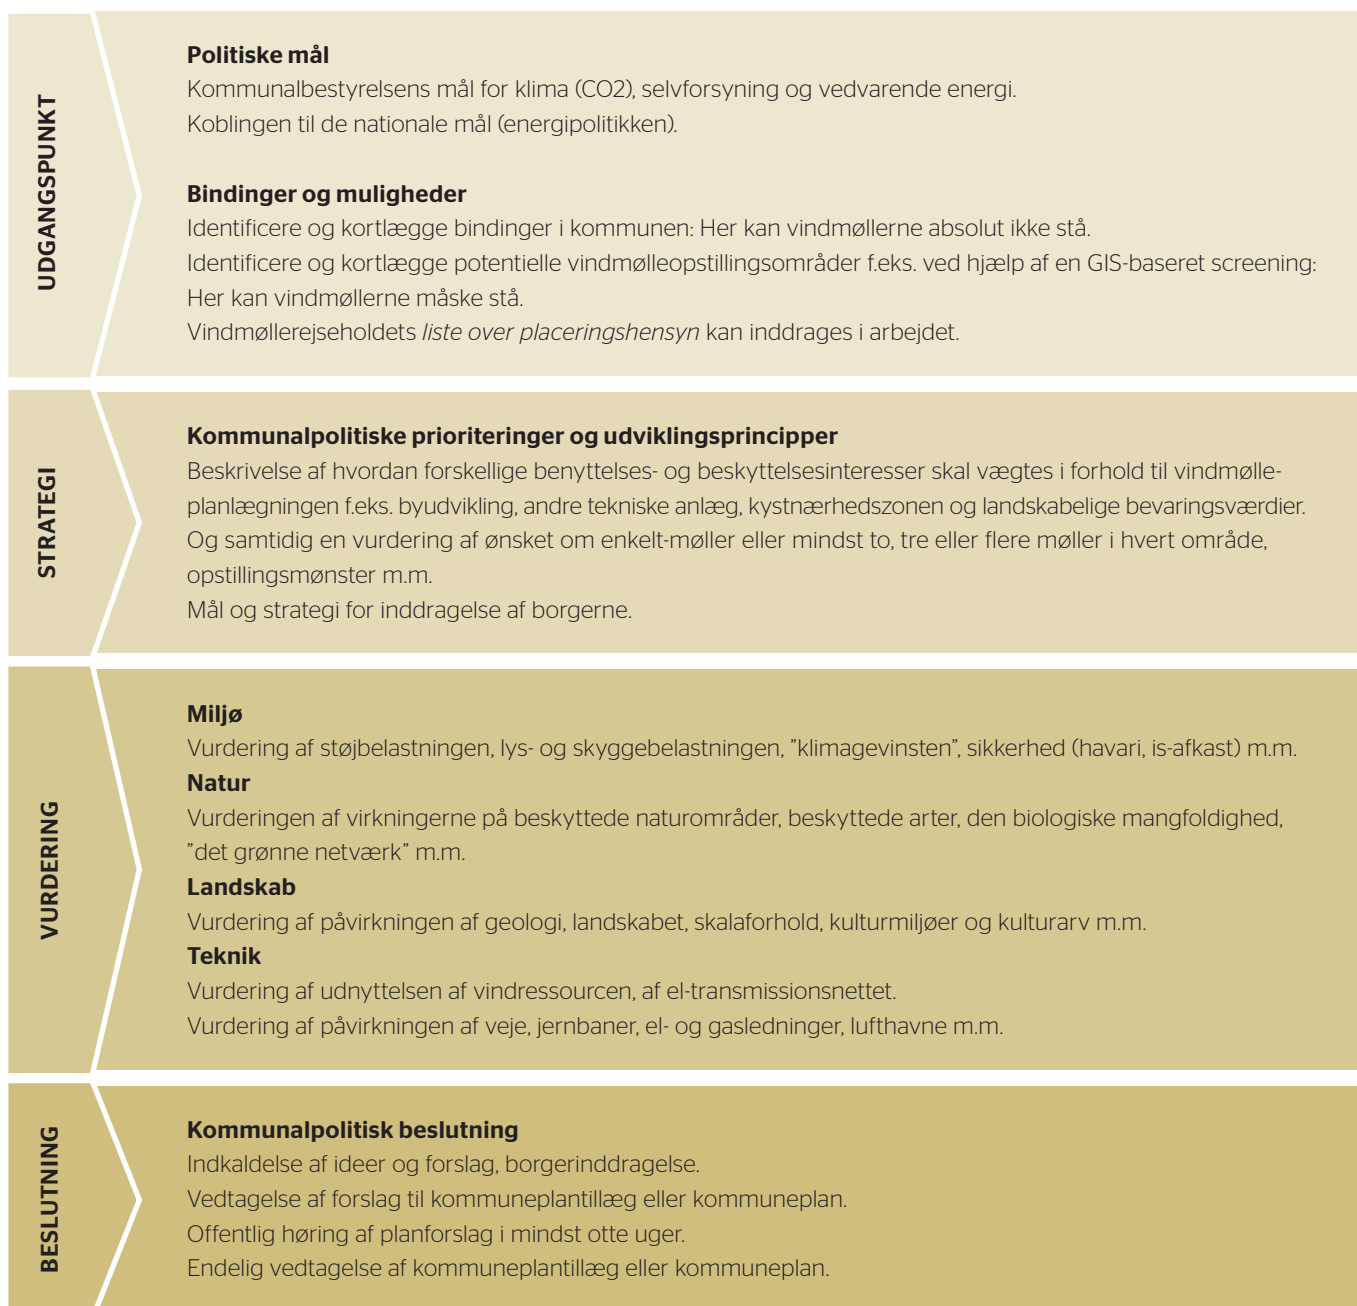 UDGANGSPUNKT
Politiske mål
Kommunalbestyrelsens mål for klima (CO2), selvforsyning og vedvarende energi.
Koblingen til de nationale mål (energipolitikken).
Bindinger og muligheder
Identificere og kortlægge bindinger i kommunen: Her kan vindmøllerne absolut ikke stå.
Identificere og kortlægge potentielle vindmølleopstillingsområder f.eks. ved hjælp af en GIS-baseret screening:
Her kan vindmøllerne måske stå.
Vindmøllerejseholdets liste over placeringshensyn kan inddrages i arbejdet.
STRATEGI
Kommunalpolitiske prioriteringer og udviklingsprincipper
Beskrivelse af hvordan forskellige benyttelses- og beskyttelsesinteresser skal vægtes i forhold til vindmølle-
planlægningen f.eks. byudvikling, andre tekniske anlæg, kystnærhedszonen og landskabelige bevaringsværdier.
Og samtidig en vurdering af ønsket om enkelt-møller eller mindst to, tre eller flere møller i hvert område,
opstillingsmønster m.m.
Mål og strategi for inddragelse af borgerne.
VURDERING
Miljø
Vurdering af støjbelastningen, lys- og skyggebelastningen, ”klimagevinsten”, sikkerhed (havari, is-afkast) m.m.
Natur
Vurderingen af virkningerne på beskyttede naturområder, beskyttede arter, den biologiske mangfoldighed,
”det grønne netværk” m.m.
Landskab
Vurdering af påvirkningen af geologi, landskabet, skalaforhold, kulturmiljøer og kulturarv m.m.
Teknik
Vurdering af udnyttelsen af vindressourcen, af el-transmissionsnettet.
Vurdering af påvirkningen af veje, jernbaner, el- og gasledninger, lufthavne m.m.
BESLUTNING
Kommunalpolitisk beslutning
Indkaldelse af ideer og forslag, borgerinddragelse.
Vedtagelse af forslag til kommuneplantillæg eller kommuneplan.
Offentlig høring af planforslag i mindst otte uger.
Endelig vedtagelse af kommuneplantillæg eller kommuneplan.